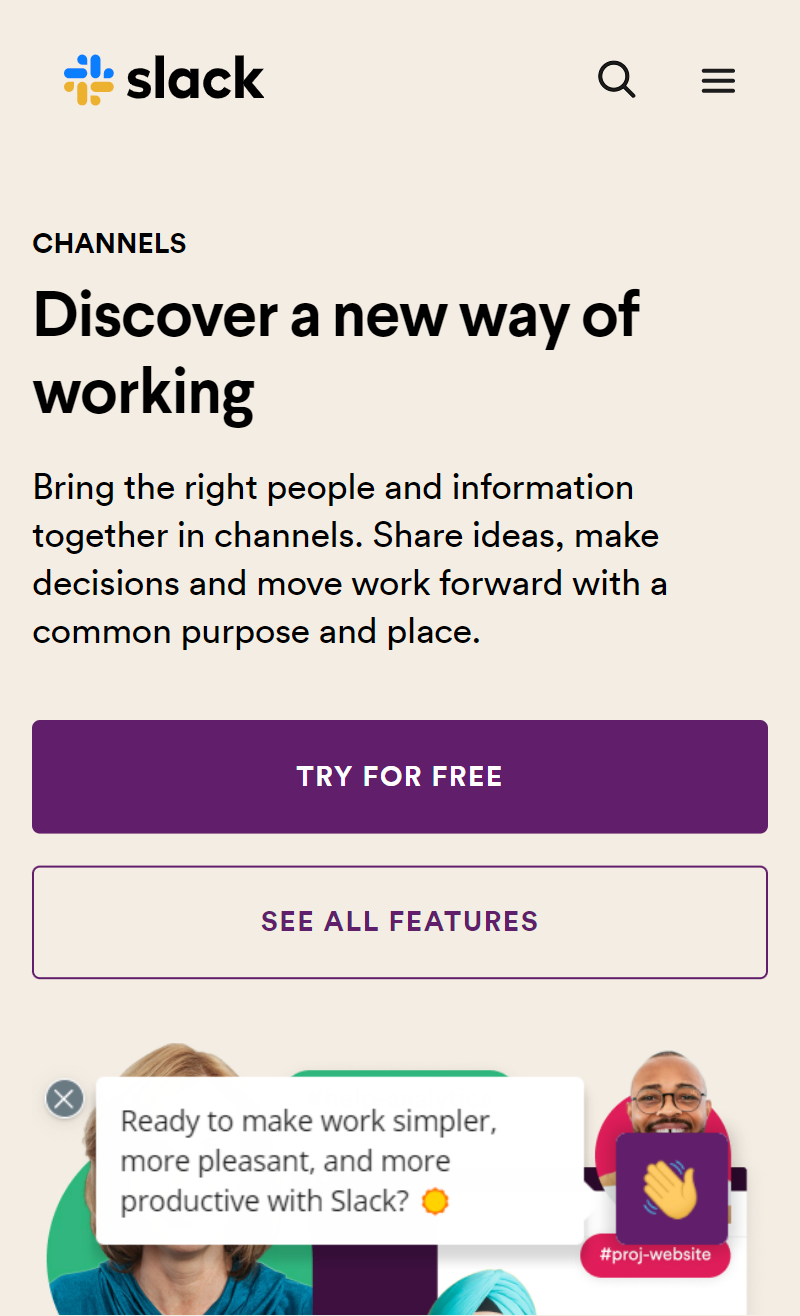 slack
CHANNELS
Discover a new way of
working
Bring the right people and information
together in channels. Share ideas, make
decisions and move work forward with a
common purpose and place.
TRY FOR FREE
SEE ALL FEATURES
Ready to make work simpler,
more pleasant, and more
productive with Slack?
#proj-website